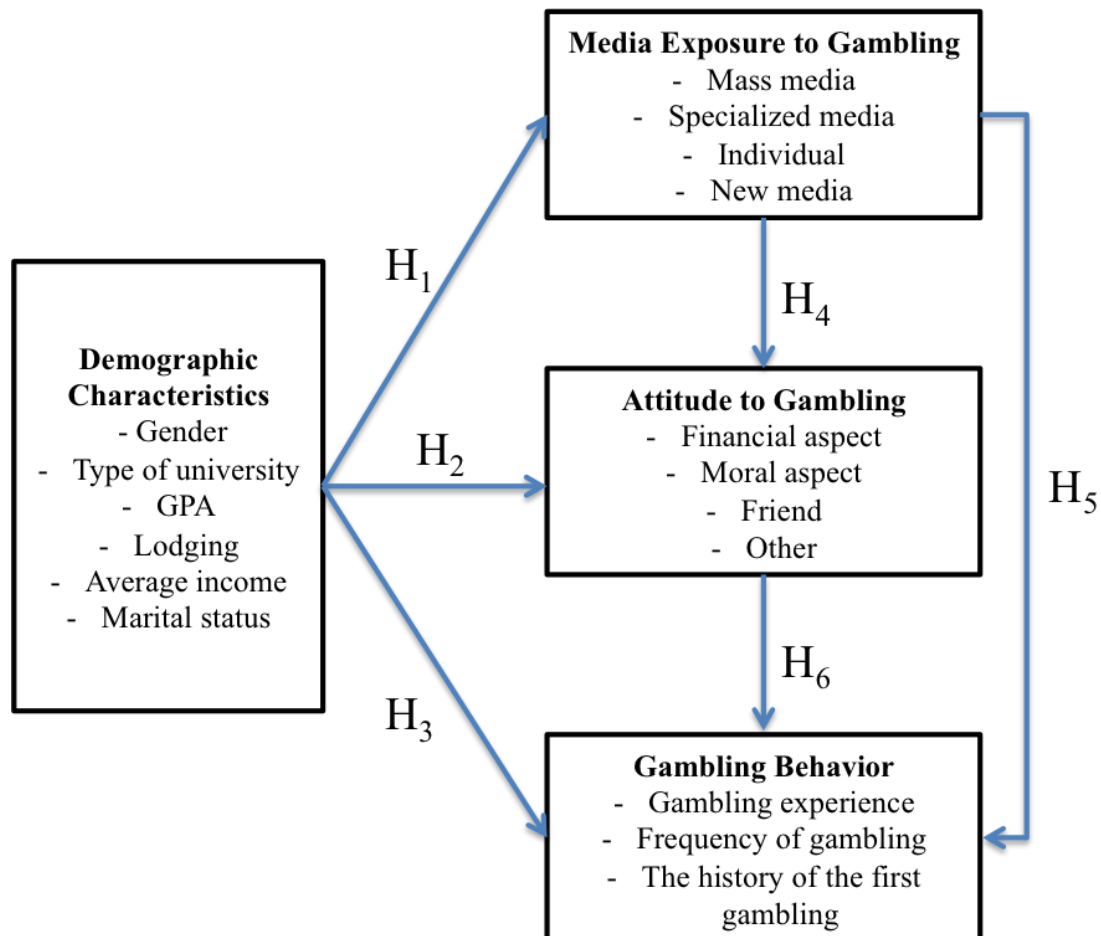 Media Exposure to Gambling
- Mass media
- Specialized media
- Individual
- New media
H1
H4
Demographic
Characteristics
- Gender
- Type of university
- GPA
- Lodging
- Average income
- Marital status
H2
Attitude to Gambling
- Financial aspect
- Moral aspect
- Friend
- Other
H5
H3
H6
Gambling Behavior
- Gambling experience
- Frequency of gambling
- The history of the first
gambling